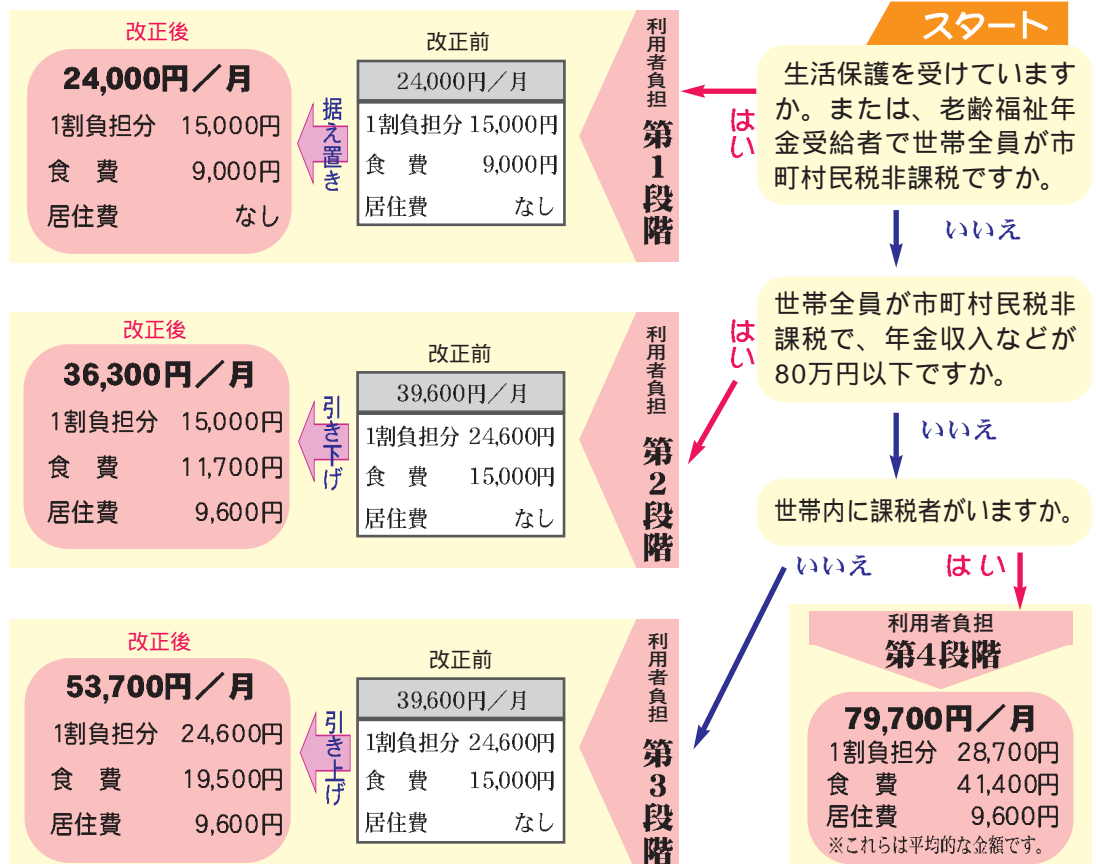 スタート
生活保護を受けています
か。または、老齢福祉年
金受給者で世帯全員が市
町村民税非課税ですか。
はい
いいえ
利用者負担 第1段階
改正前
24,000円／月
1割負担分 15,000円
食 費 9,000円
居住費 なし
据え置き
改正後
24,000円／月
1割負担分 15,000円
食 費 9,000円
居住費 なし
世帯全員が市町村民税非
課税で、年金収入などが
80万円以下ですか。
はい
いいえ
利用者負担 第2段階
改正前
39,600円／月
1割負担分 24,600円
食 費 15,000円
居住費 なし
引き下げ
改正後
36,300円／月
1割負担分 15,000円
食 費 11,700円
居住費 9,600円
世帯内に課税者がいますか。
いいえ
はい
利用者負担 第3段階
改正前
39,600円／月
1割負担分 24,600円
食 費 15,000円
居住費 なし
引き上げ
改正後
53,700円／月
1割負担分 24,600円
食 費 19,500円
居住費 9,600円
利用者負担
第4段階
79,700円／月
1割負担分 28,700円
食 費 41,400円
居住費 9,600円
※これらは平均的な金額です。